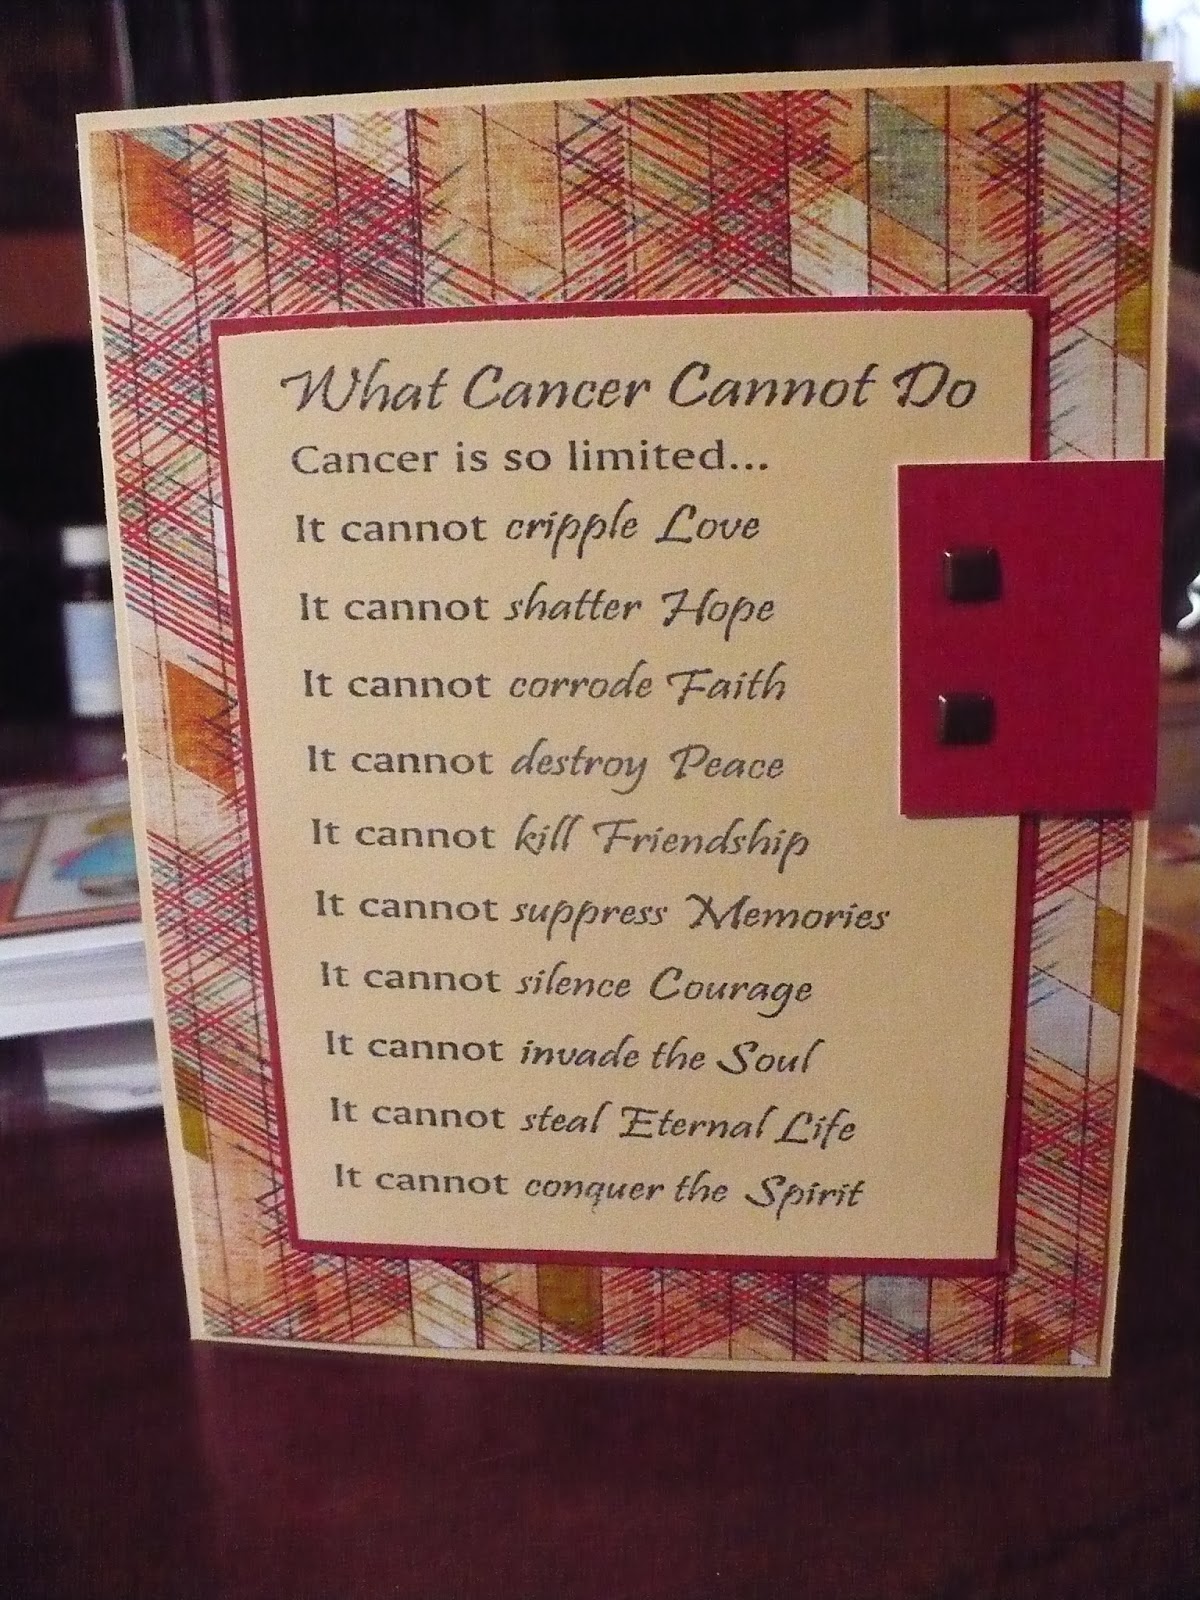 What Cancer Cannot Do
Cancer is so limited...
It cannot cripple Love
It cannot shatter Hope
It cannot corrode Faith
It cannot destroy Peace
It cannot kill Friendship
It cannot suppress Memories
It cannot silence Courage
It cannot invade the Soul
It cannot steal Eternal Life
It cannot conquer the Spirit